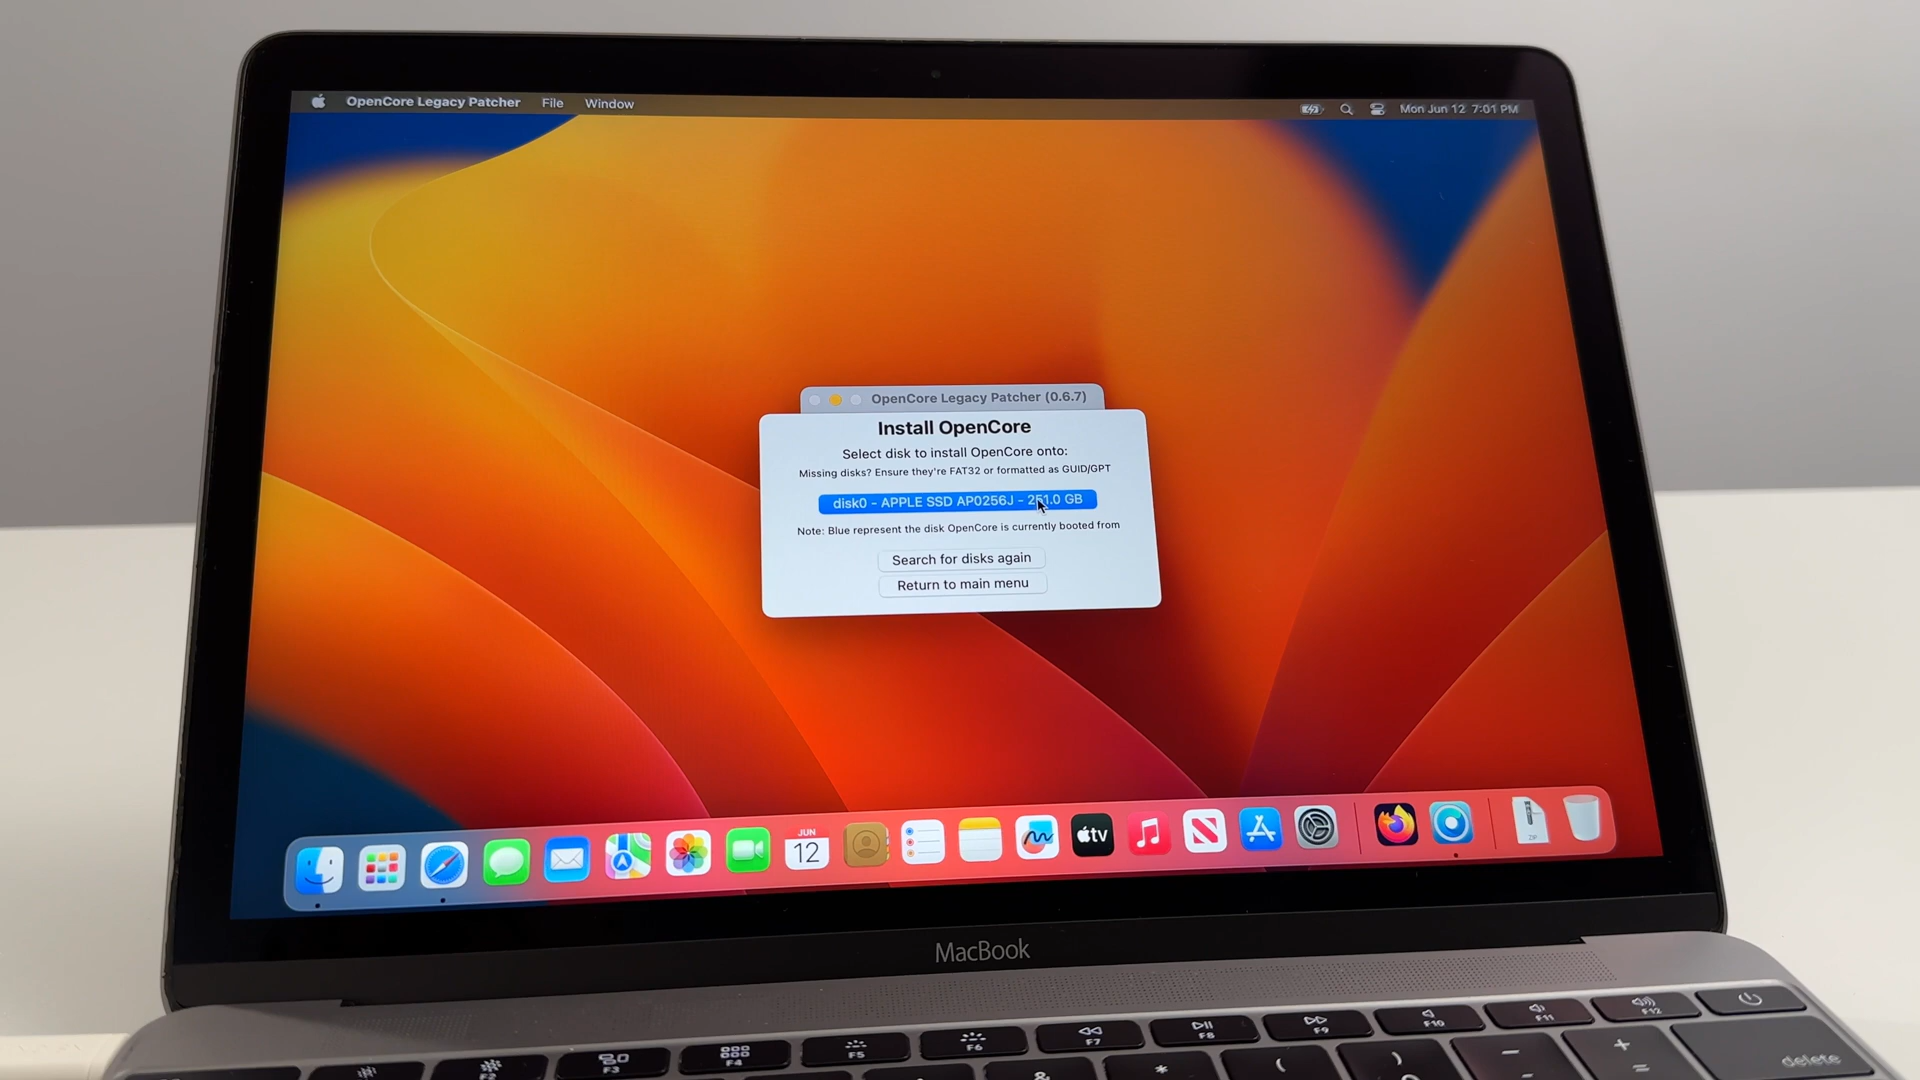 OpenCore Legacy Patcher File Window Mon Jun 12 7:01 PM
OpenCore Legacy Patcher (0.6.7)
Install OpenCore
Select disk to install OpenCore onto:
Missing disks? Ensure they're FAT32 or formatted as GUID/GPT
disk0 - APPLE SSD AP0256J - 251.0 GB
Note: Blue represent the disk OpenCore is currently booted from
Search for disks again
Return to main menu
JUN
12
tv
ZIP
MacBook
F2 F3 F4 F5 F6 F7 F8 F9 F10 F11 F12
& * ( ) — - + =
delete